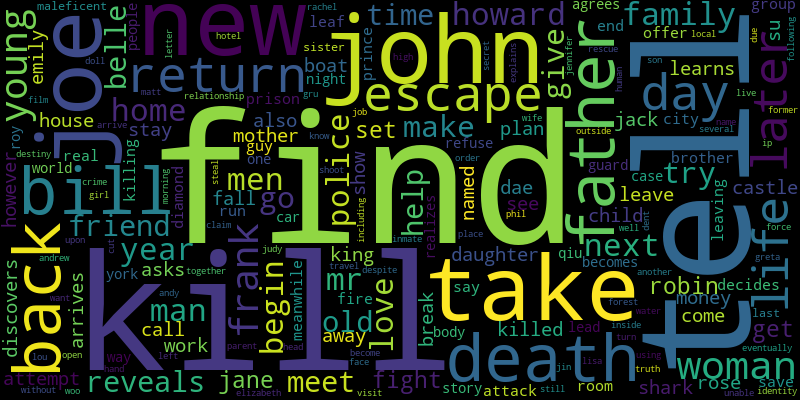 maleficent
young
emily
people
belle
joe
new
letter
hotel
rachel
leaf
sister
boat
night
prince
john
time
howard
agrees
end
give
jennifer
rescue
family
offer
local
su
group
due
former
following
doll
film
matt
relationship
gru
return
secret
high
explains
escape
father
human
son
learns
live
day
city
several
name
tell
later
ip
however
roy
house
arrive
home
stay
also
prison
know
job
wife
set
make
plan
outside
jack
destiny
real
world
killing
morning
steal
mother
guy
one
police
show
find
refuse
order
guard
brother
case
try
leave
castle
crime
girl
bill
diamond
men
run
fall
go
shoot
claim
including
help
realizes
dae
see
named
phil
child
leaving
dent
well
force
life
upon
friend
year
car
judy
together
inmate
place
back
andrew
cut
york
frank
king
travel
despite
daughter
qiu
becomes
next
another
greta
robin
decides
discovers
want
arrives
asks
andy
kill
begin
meanwhile
mr
fire
love
break
take
say
forest
water
money
last
come
get
man
call
work
old
away
body
killed
lead
inside
turn
lou
open
way
left
parent
head
become
face
death
lisa
using
truth
woman
eventually
attempt
hand
without
woo
reveals
jane
elizabeth
meet
visit
fight
story
attack
still
jin
room
shark
rose
unable
save
identity